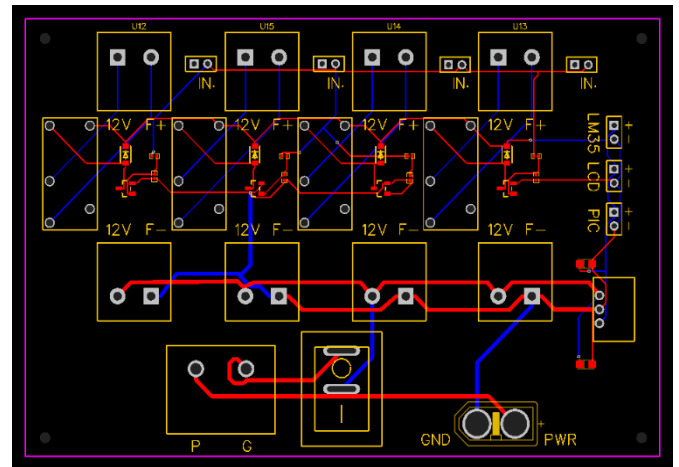 U12 U15 U14 U13
IN. IN. IN. IN.
12V F+ 12V F+ 12V F+ 12V F+
LM35 + -
LCD + -
PIC + -
12V F- 12V F- 12V F- 12V F-
P G
GND + PWR